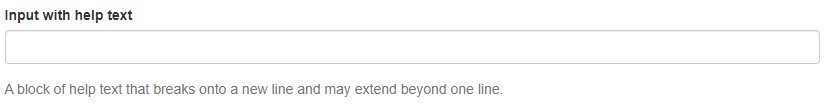 Input with help text
A block of help text that breaks onto a new line and may extend beyond one line.